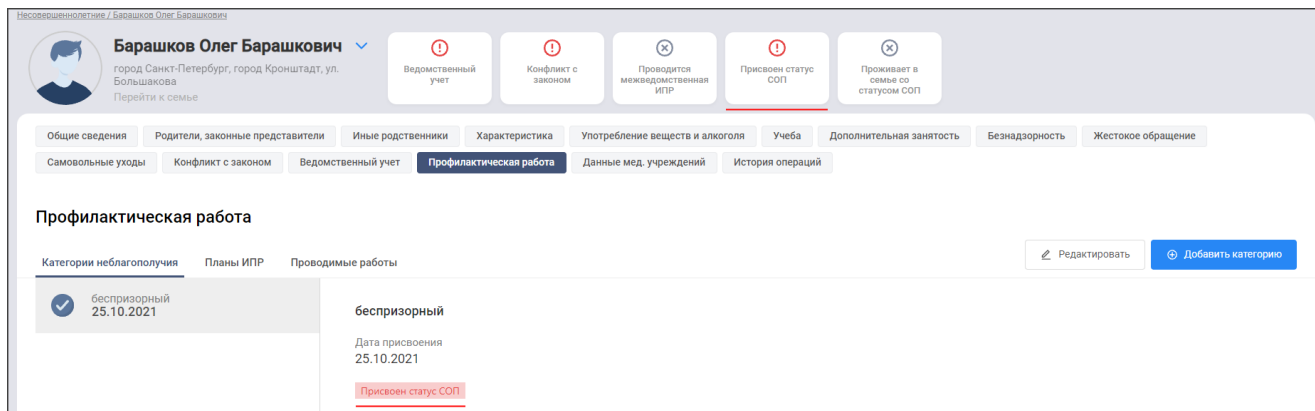 Несовершеннолетние / Барашков Олег Барашкович
Барашков Олег Барашкович
город Санкт-Петербург, город Кронштадт, ул.
Большакова
Перейти к семье
Ведомственный
учет
Конфликт с
законом
Проводится
межведомственная
ИПР
Присвоен статус
СОП
Проживает в
семье со
статусом СОП
Общие сведения Родители, законные представители Иные родственники Характеристика Употребление веществ и алкоголя Учеба Дополнительная занятость Безнадзорность Жестокое обращение
Самовольные уходы Конфликт с законом Ведомственный учет Профилактическая работа Данные мед. учреждений История операций
Профилактическая работа
Категории неблагополучия Планы ИПР Проводимые работы Редактировать Добавить категорию
беспризорный
25.10.2021
беспризорный
Дата присвоения
25.10.2021
Присвоен статус СОП